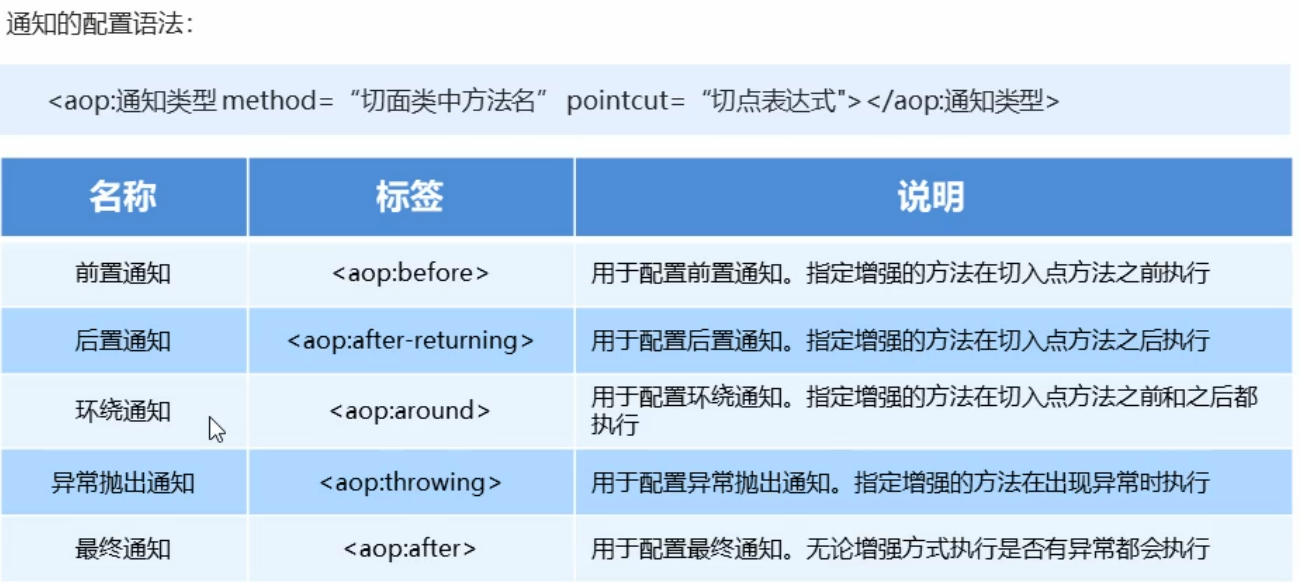 通知的配置语法：
<aop:通知类型 method=“切面类中方法名” pointcut=“切点表达式"></aop:通知类型>
名称 标签 说明
前置通知 <aop:before> 用于配置前置通知。指定增强的方法在切入点方法之前执行
后置通知 <aop:after-returning> 用于配置后置通知。指定增强的方法在切入点方法之后执行
环绕通知 <aop:around> 用于配置环绕通知。指定增强的方法在切入点方法之前和之后都
执行
异常抛出通知 <aop:throwing> 用于配置异常抛出通知。指定增强的方法在出现异常时执行
最终通知 <aop:after> 用于配置最终通知。无论增强方式执行是否有异常都会执行